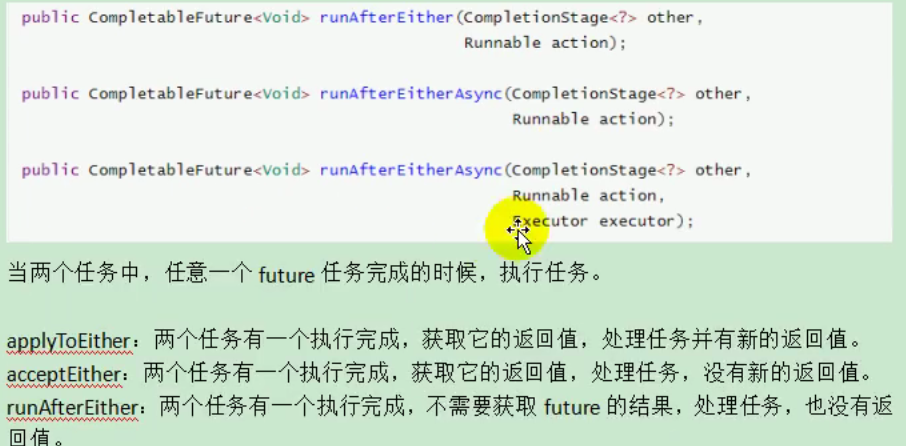 public CompletableFuture<Void> runAfterEither(CompletionStage<?> other,
Runnable action);
public CompletableFuture<Void> runAfterEitherAsync(CompletionStage<?> other,
Runnable action);
public CompletableFuture<Void> runAfterEitherAsync(CompletionStage<?> other,
Runnable action,
Executor executor);
当两个任务中，任意一个 future 任务完成的时候，执行任务。
applyToEither：两个任务有一个执行完成，获取它的返回值，处理任务并有新的返回值。
acceptEither：两个任务有一个执行完成，获取它的返回值，处理任务，没有新的返回值。
runAfterEither：两个任务有一个执行完成，不需要获取 future 的结果，处理任务，也没有返
回值。